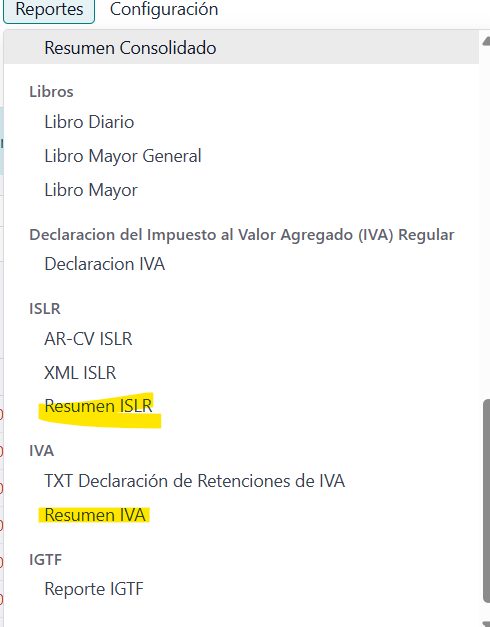 Reportes Configuración
Resumen Consolidado
Libros
Libro Diario
Libro Mayor General
Libro Mayor
Declaracion del Impuesto al Valor Agregado (IVA) Regular
Declaracion IVA
ISLR
AR-CV ISLR
XML ISLR
Resumen ISLR
IVA
TXT Declaración de Retenciones de IVA
Resumen IVA
IGTF
Reporte IGTF